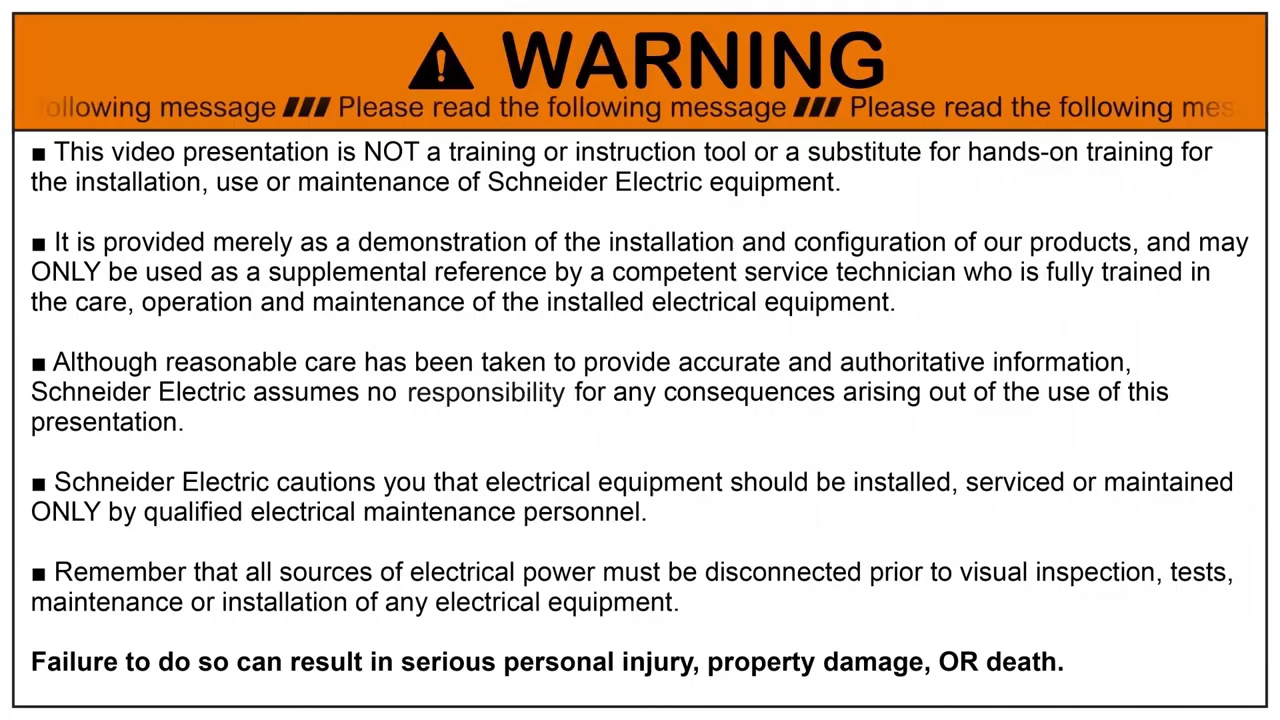 WARNING
following message /// Please read the following message /// Please read the following mes
■ This video presentation is NOT a training or instruction tool or a substitute for hands-on training for
the installation, use or maintenance of Schneider Electric equipment.
■ It is provided merely as a demonstration of the installation and configuration of our products, and may
ONLY be used as a supplemental reference by a competent service technician who is fully trained in
the care, operation and maintenance of the installed electrical equipment.
■ Although reasonable care has been taken to provide accurate and authoritative information,
Schneider Electric assumes no responsibility for any consequences arising out of the use of this
presentation.
■ Schneider Electric cautions you that electrical equipment should be installed, serviced or maintained
ONLY by qualified electrical maintenance personnel.
■ Remember that all sources of electrical power must be disconnected prior to visual inspection, tests,
maintenance or installation of any electrical equipment.
Failure to do so can result in serious personal injury, property damage, OR death.